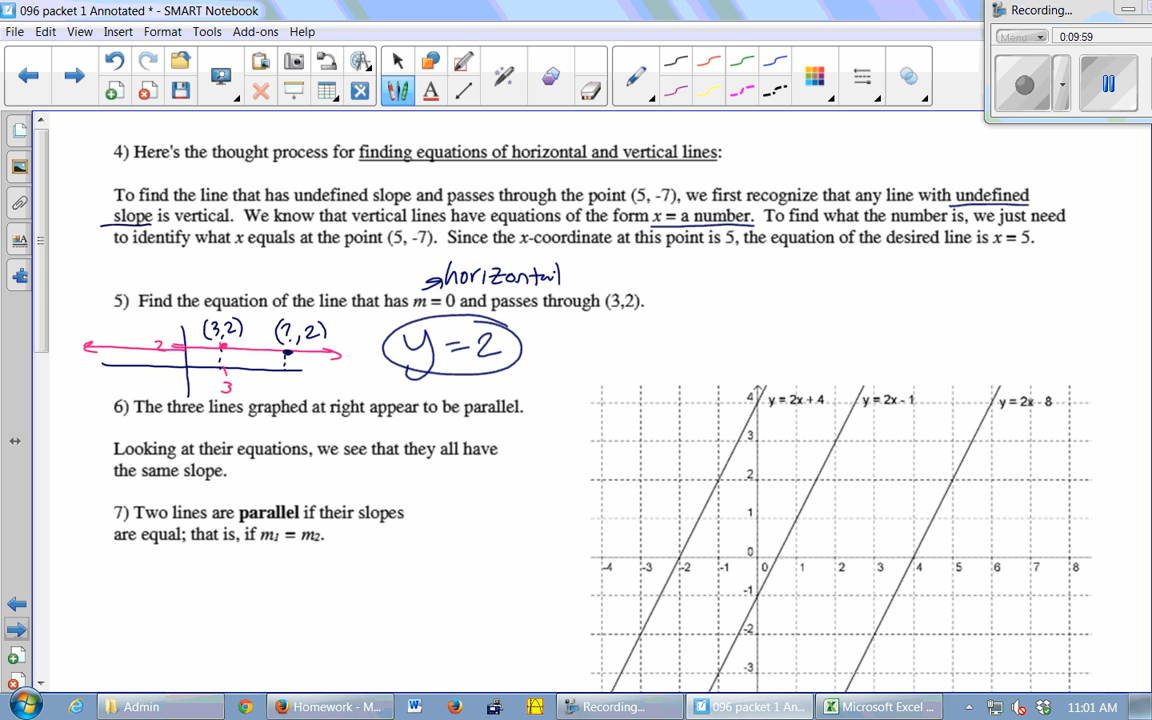 096 packet 1 Annotated * - SMART Notebook
Recording...
File Edit View Insert Format Tools Add-ons Help
Menu
0:09:59
4) Here's the thought process for finding equations of horizontal and vertical lines:
To find the line that has undefined slope and passes through the point (5, -7), we first recognize that any line with undefined
slope is vertical. We know that vertical lines have equations of the form x = a number. To find what the number is, we just need
to identify what x equals at the point (5, -7). Since the x-coordinate at this point is 5, the equation of the desired line is x = 5.
horizontal
5) Find the equation of the line that has m = 0 and passes through (3,2).
(3,2) (?, 2)
2
3
y = 2
6) The three lines graphed at right appear to be parallel.
Looking at their equations, we see that they all have
the same slope.
7) Two lines are parallel if their slopes
are equal; that is, if m1 = m2.
y = 2x + 4 y = 2x - 1 y = 2x - 8
4
3
2
1
0
-4 -3 -2 -1 0 1 2 3 4 5 6 7 8
-1
-2
-3
Admin
Homework - M...
Recording...
096 packet 1 An...
Microsoft Excel ...
11:01 AM